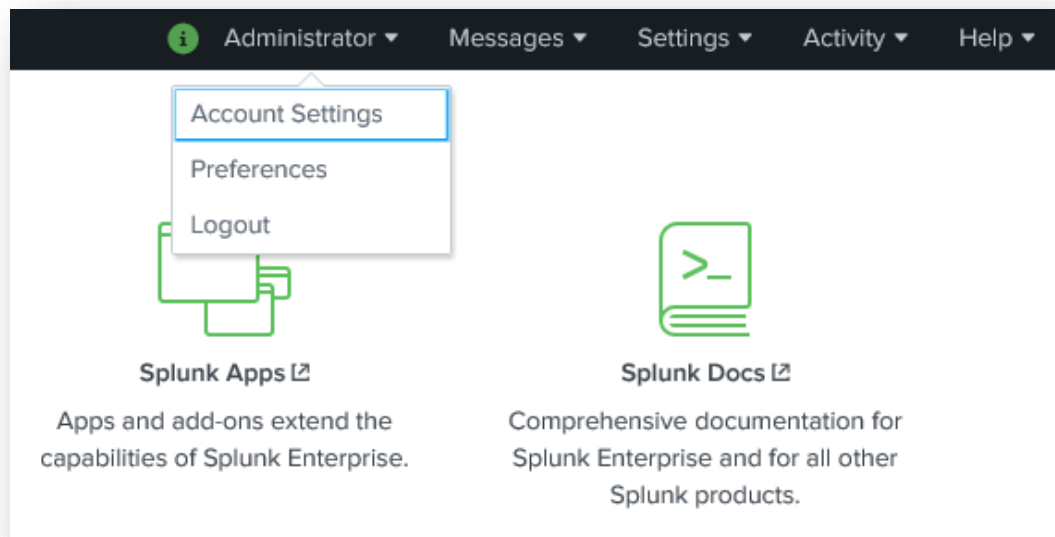 i Administrator Messages Settings Activity Help
Account Settings
Preferences
Logout
>_
Splunk Apps
Apps and add-ons extend the
capabilities of Splunk Enterprise.
Splunk Docs
Comprehensive documentation for
Splunk Enterprise and for all other
Splunk products.